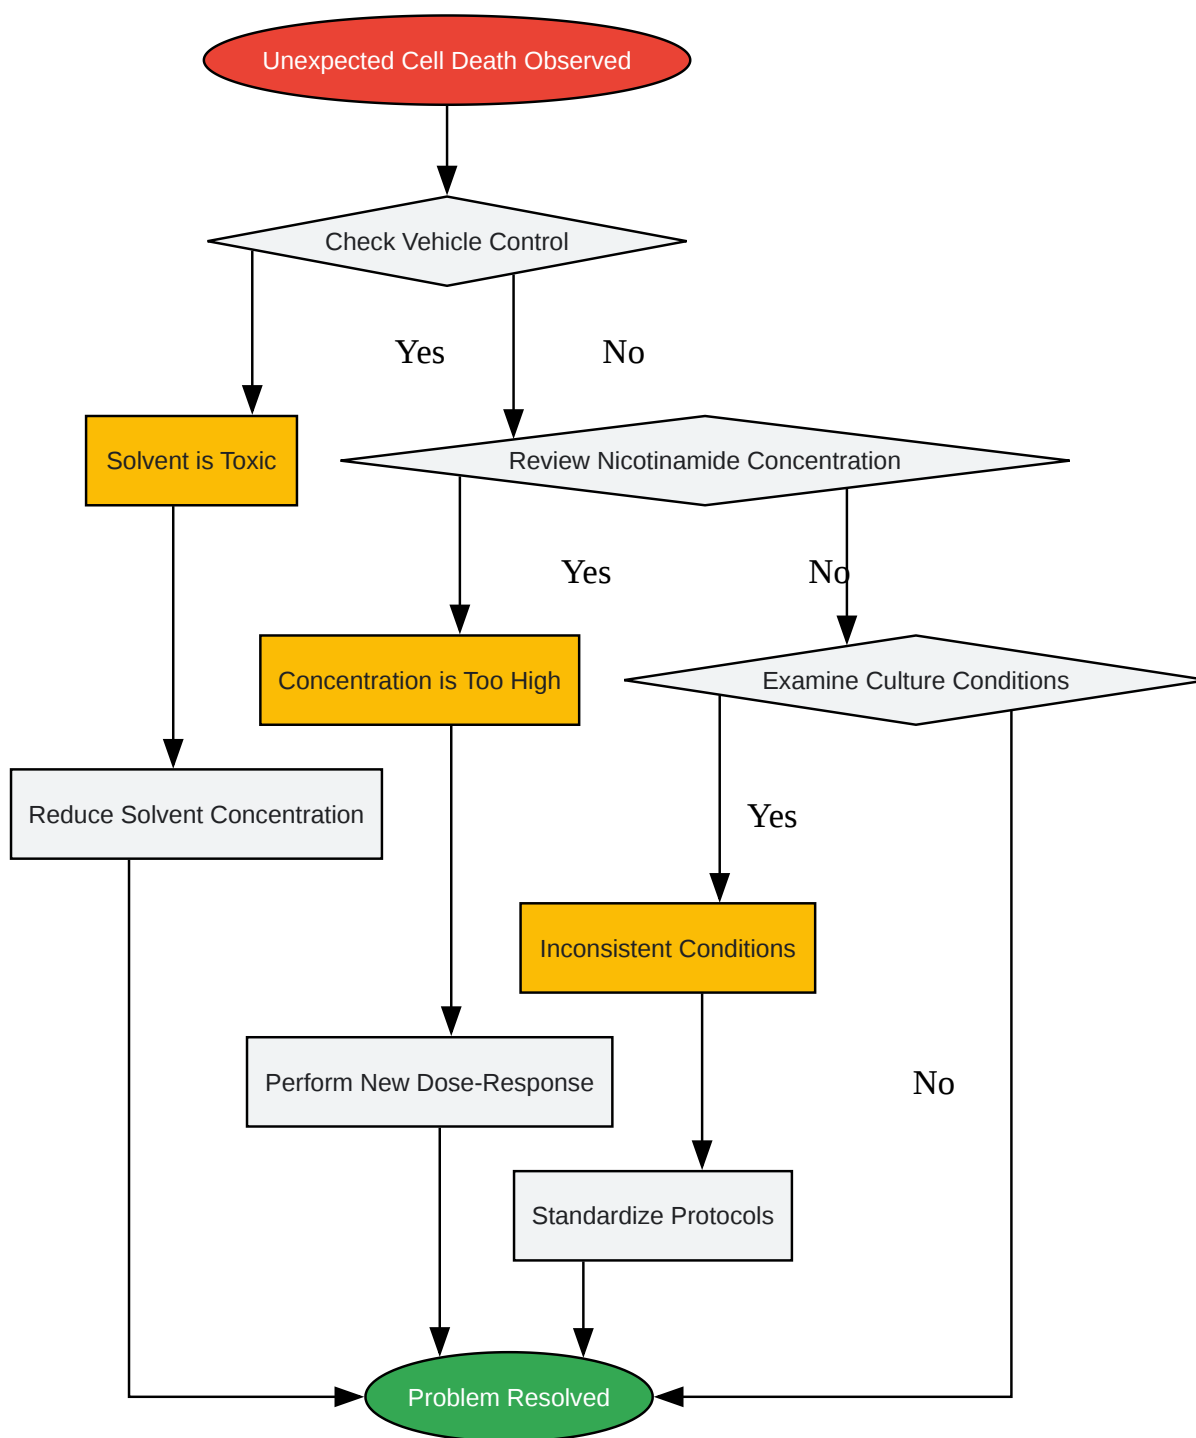 Unexpected Cell Death Observed
Check Vehicle Control
Yes
No
Solvent is Toxic
Review Nicotinamide Concentration
Yes
No
Concentration is Too High
Examine Culture Conditions
Reduce Solvent Concentration
Yes
Inconsistent Conditions
Perform New Dose-Response
No
Standardize Protocols
Problem Resolved